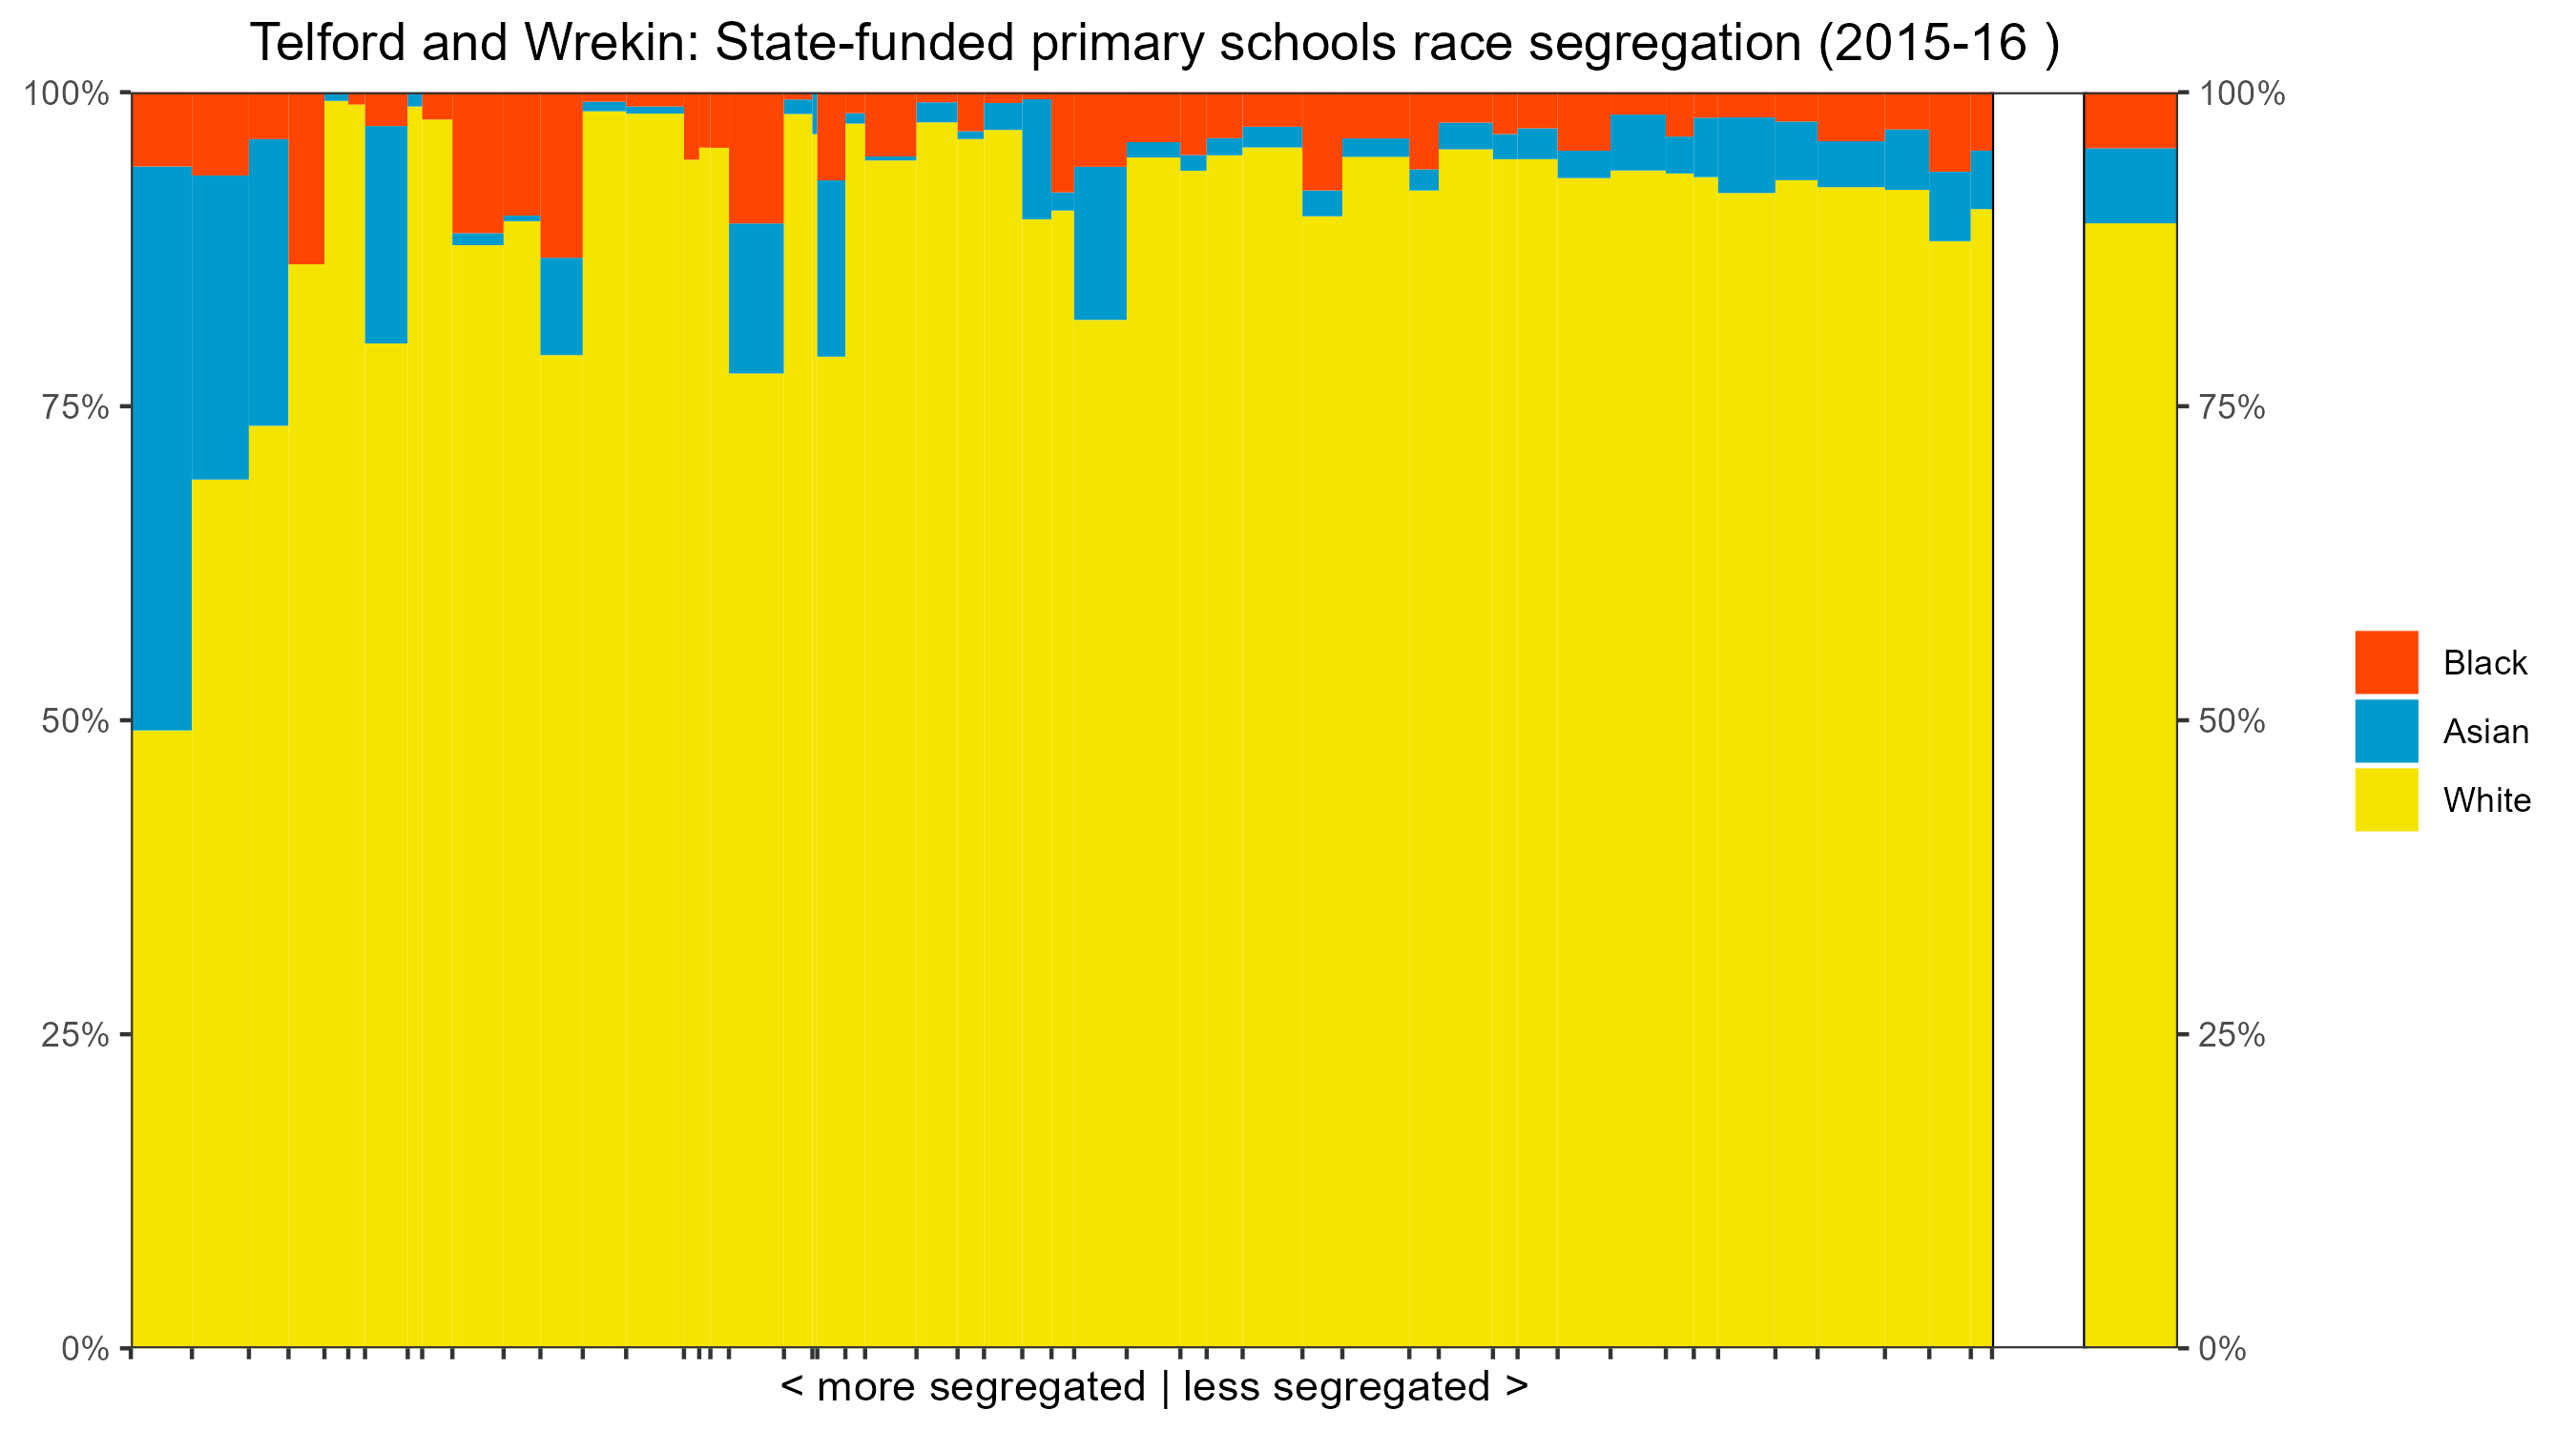 Telford and Wrekin: State-funded primary schools race segregation (2015-16 )
100%
75%
50%
25%
0%
100%
75%
50%
25%
0%
Black
Asian
White
< more segregated | less segregated >